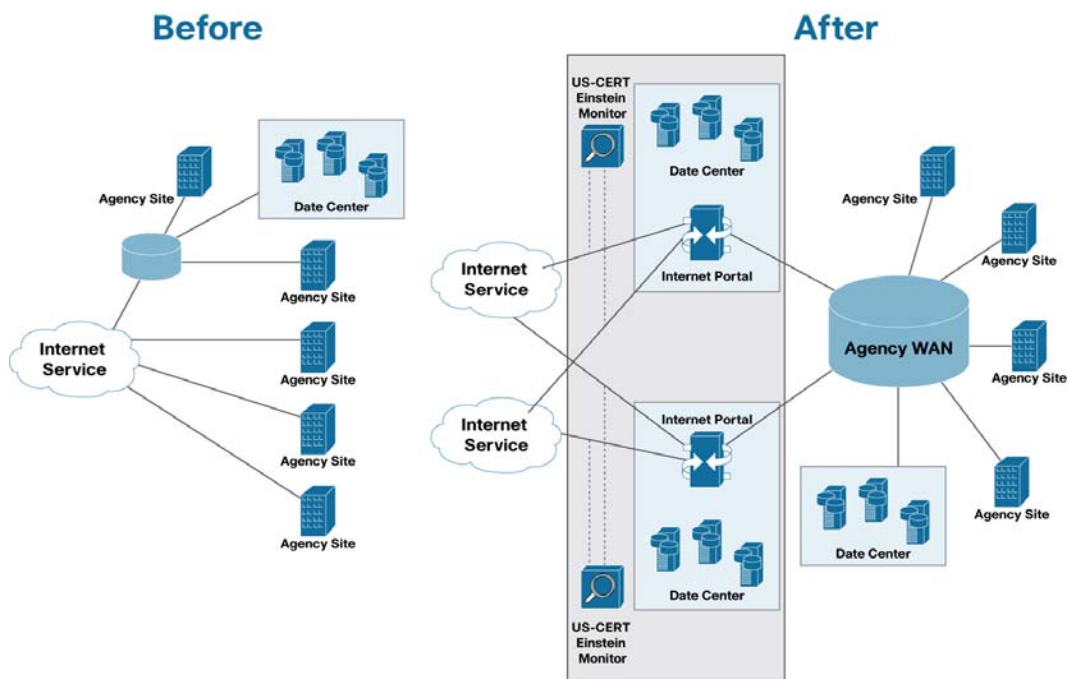 Before
After
Agency Site
Date Center
Agency Site
Internet
Service
Agency Site
Agency Site
Agency Site
US-CERT
Einstein
Monitor
Date Center
Internet Portal
Internet
Service
Internet
Service
Internet Portal
Date Center
US-CERT
Einstein
Monitor
Agency WAN
Agency Site
Agency Site
Agency Site
Agency Site
Date Center